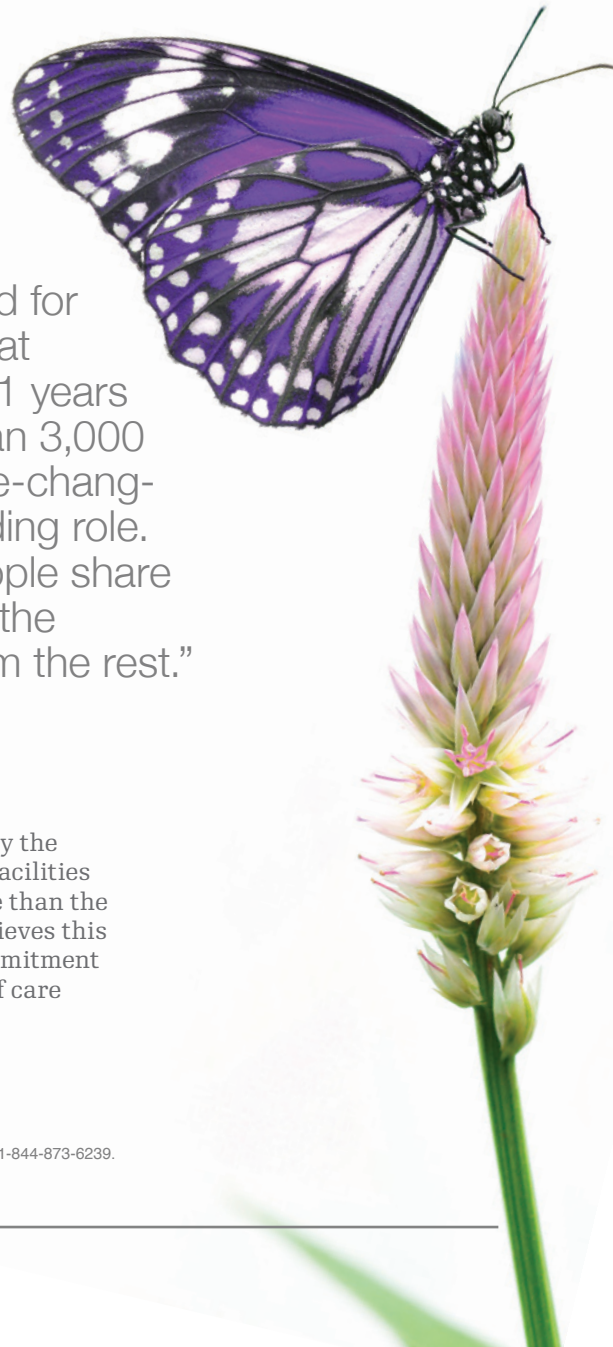 d for
at
1 years
an 3,000
e-chang-
ding role.
ople share
the
m the rest.”
y the
acilities
e than the
ieves this
mitment
f care
1-844-873-6239.